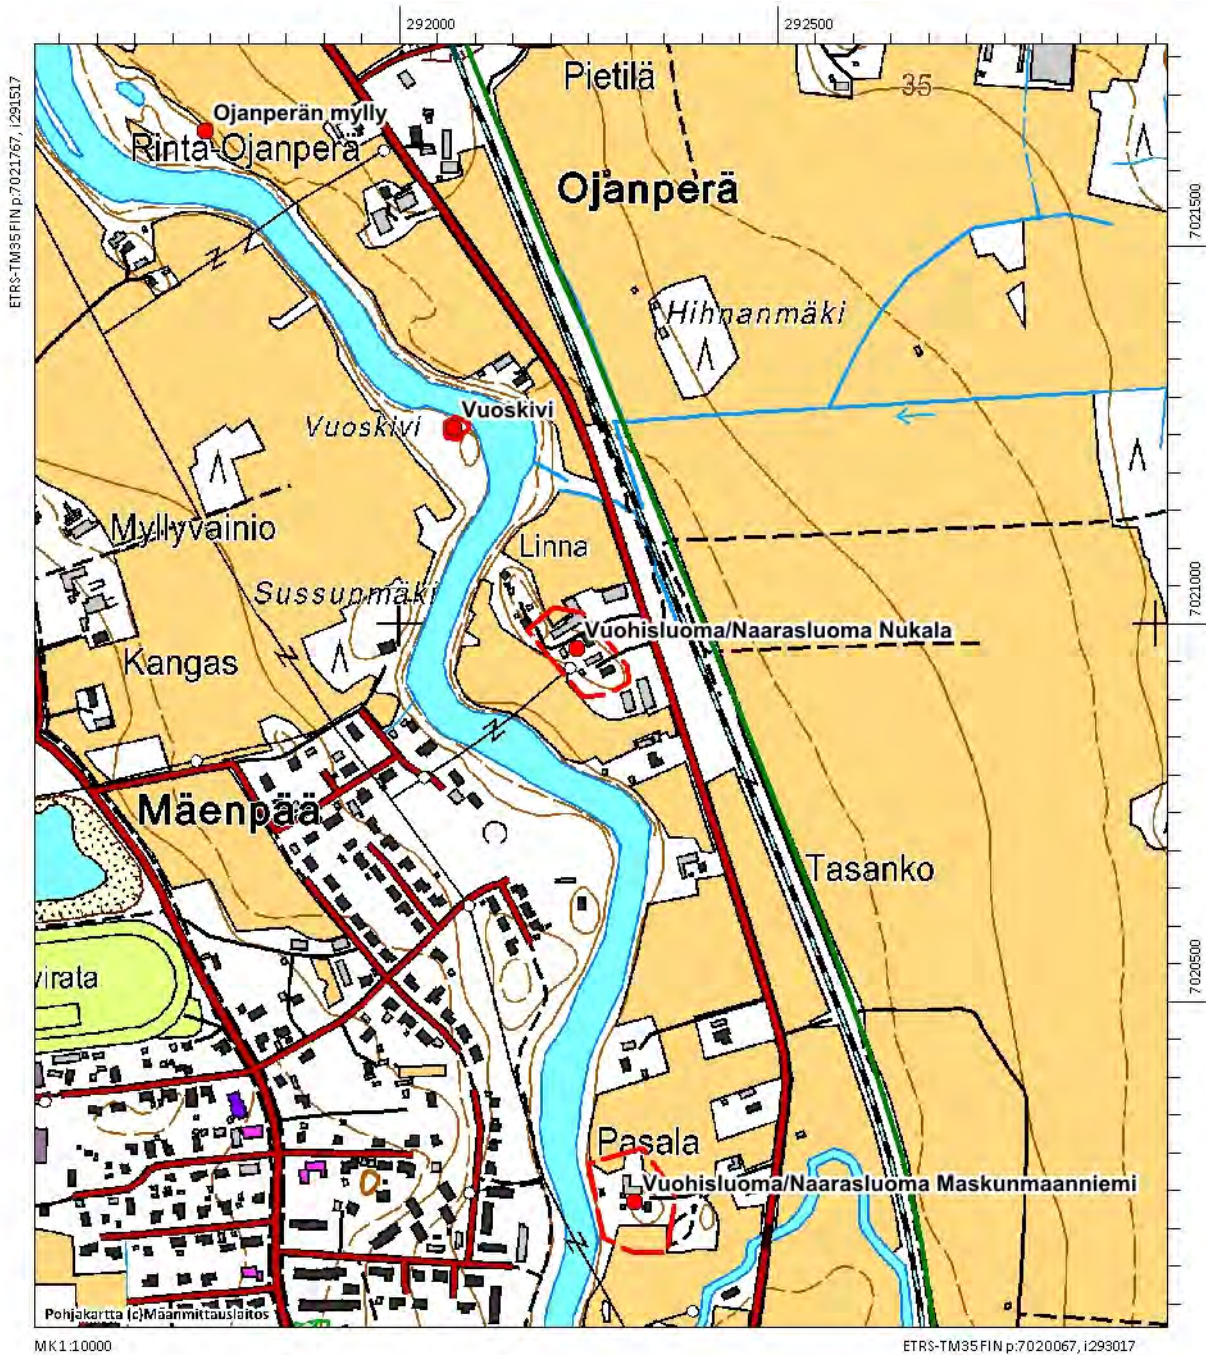 292000
292500
ETRS-TM35FIN p:7021767, i291517
Pietilä
35
Ojanperän mylly
Rinta-Ojanperä
Ojanperä
7021500
Hihnanmäki
Vuoskivi
Vuoskivi
Myllyvainio
Linna
Sussunmäki
7021000
Vuohisluoma/Naarasluoma Nukala
Kangas
Mäenpää
Tasanko
virata
7020500
Pasala
Vuohisluoma/Naarasluoma Maskunmaanniemi
Pohjakartta (c)Maanmittauslaitos
MK1:10000
ETRS-TM35FIN p:7020067, i293017